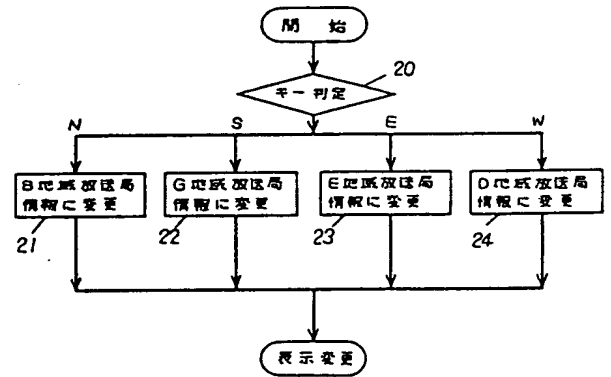 開始
キー判定
20
N
S
E
W
B地域放送局
情報に変更
21
G地域放送局
情報に変更
22
E地域放送局
情報に変更
23
D地域放送局
情報に変更
24
表示変更